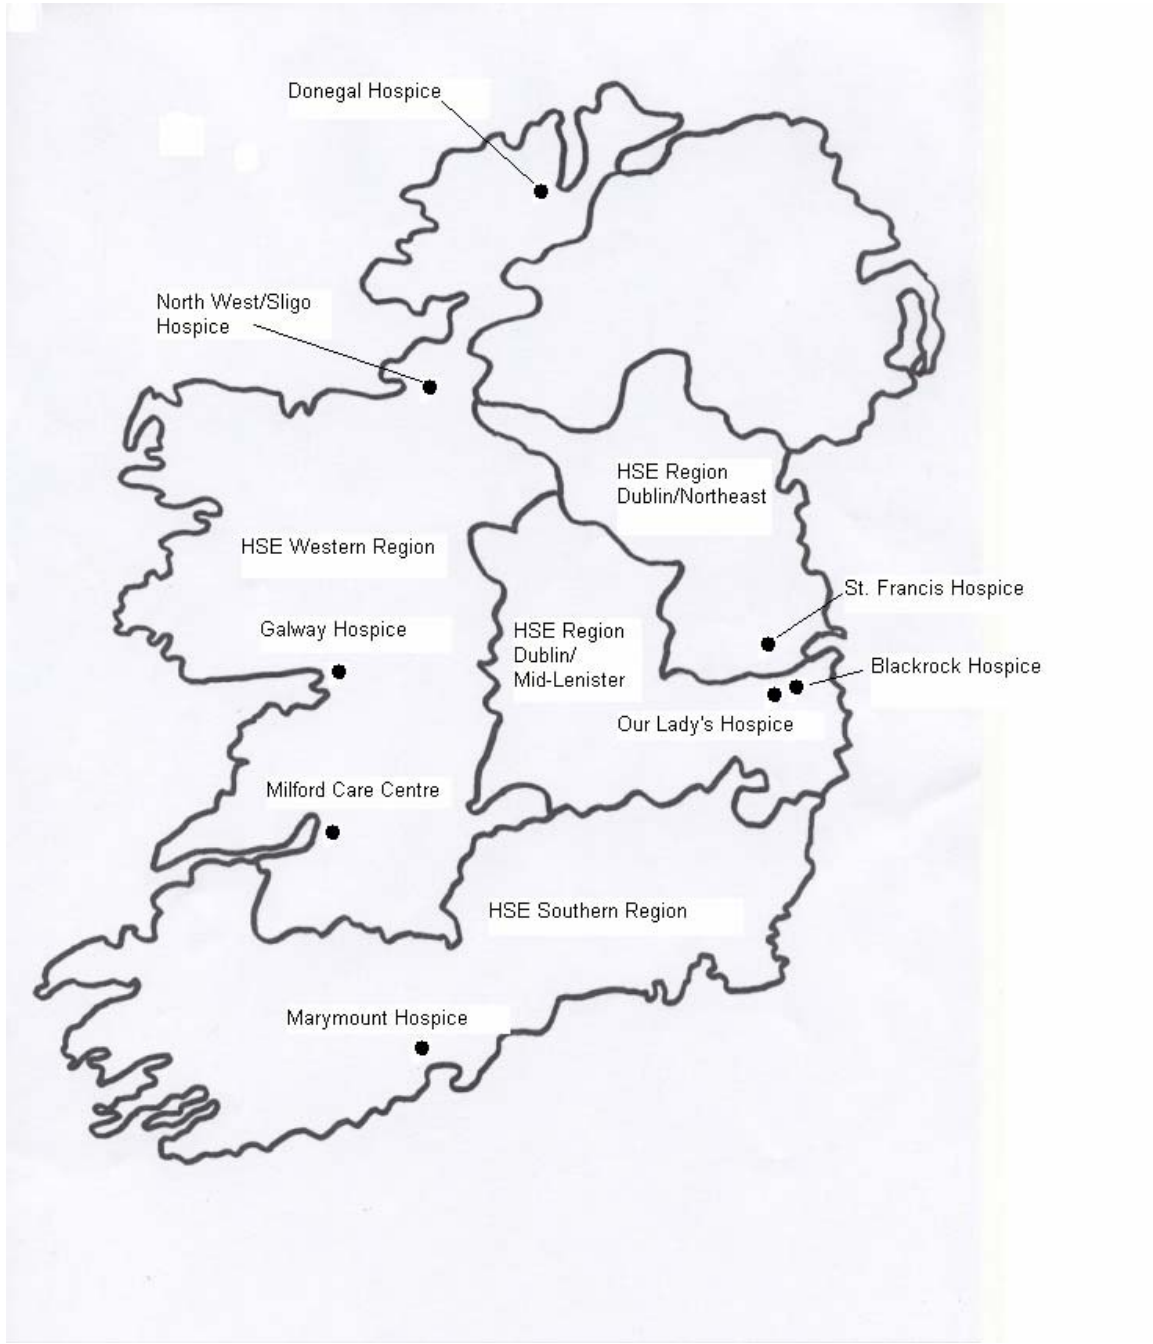 Donegal Hospice
North West/Sligo
Hospice
HSE Region
Dublin/Northeast
HSE Western Region
St. Francis Hospice
Galway Hospice
HSE Region
Dublin/
Mid-Lenister
Blackrock Hospice
Our Lady's Hospice
Milford Care Centre
HSE Southern Region
Marymount Hospice